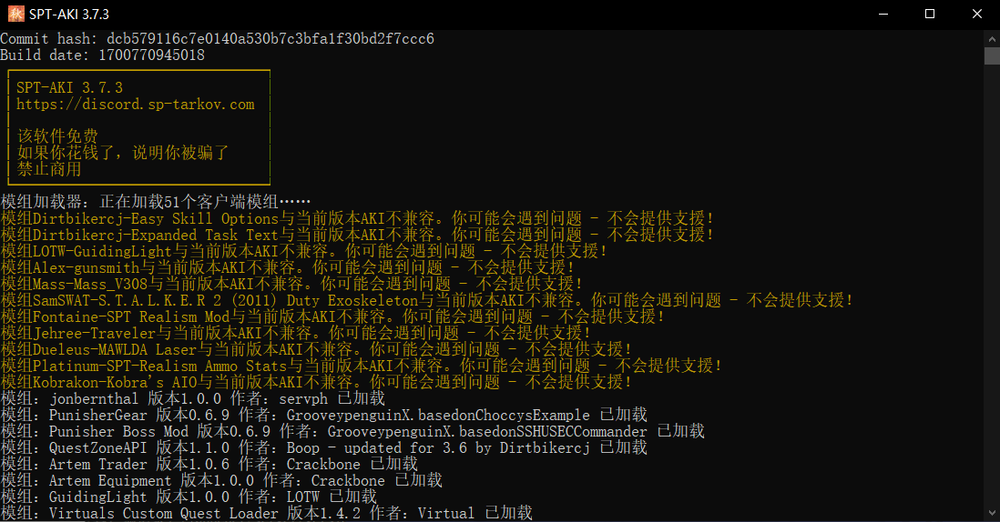 SPT-AKI 3.7.3
Commit hash: dcb579116c7e0140a530b7c3bfa1f30bd2f7ccc6
Build date: 1700770945018
SPT-AKI 3.7.3
https://discord.sp-tarkov.com
该软件免费
如果你花钱了，说明你被骗了
禁止商用
模组加载器：正在加载51个客户端模组……
模组Dirtbikercj-Easy Skill Options与当前版本AKI不兼容。你可能会遇到问题 - 不会提供支援！
模组Dirtbikercj-Expanded Task Text与当前版本AKI不兼容。你可能会遇到问题 - 不会提供支援！
模组LOTW-GuidingLight与当前版本AKI不兼容。你可能会遇到问题 - 不会提供支援！
模组Alex-gunsmith与当前版本AKI不兼容。你可能会遇到问题 - 不会提供支援！
模组Mass-Mass_V308与当前版本AKI不兼容。你可能会遇到问题 - 不会提供支援！
模组SamSWAT-S.T.A.L.K.E.R 2 (2011) Duty Exoskeleton与当前版本AKI不兼容。你可能会遇到问题 - 不会提供支援！
模组Fontaine-SPT Realism Mod与当前版本AKI不兼容。你可能会遇到问题 - 不会提供支援！
模组Jehree-Traveler与当前版本AKI不兼容。你可能会遇到问题 - 不会提供支援！
模组Dueleus-MAWLDA Laser与当前版本AKI不兼容。你可能会遇到问题 - 不会提供支援！
模组Platinum-SPT-Realism Ammo Stats与当前版本AKI不兼容。你可能会遇到问题 - 不会提供支援！
模组Kobrakon-Kobra's AIO与当前版本AKI不兼容。你可能会遇到问题 - 不会提供支援！
模组：jonbernthal 版本1.0.0 作者：servph 已加载
模组：PunisherGear 版本0.6.9 作者：GrooveypenguinX.basedonChoccysExample 已加载
模组：Punisher Boss Mod 版本0.6.9 作者：GrooveypenguinX.basedonSSHUSECCommander 已加载
模组：QuestZoneAPI 版本1.1.0 作者：Boop - updated for 3.6 by Dirtbikercj 已加载
模组：Artem Trader 版本1.0.6 作者：Crackbone 已加载
模组：Artem Equipment 版本1.0.0 作者：Crackbone 已加载
模组：GuidingLight 版本1.0.0 作者：LOTW 已加载
模组：Virtuals Custom Quest Loader 版本1.4.2 作者：Virtual 已加载